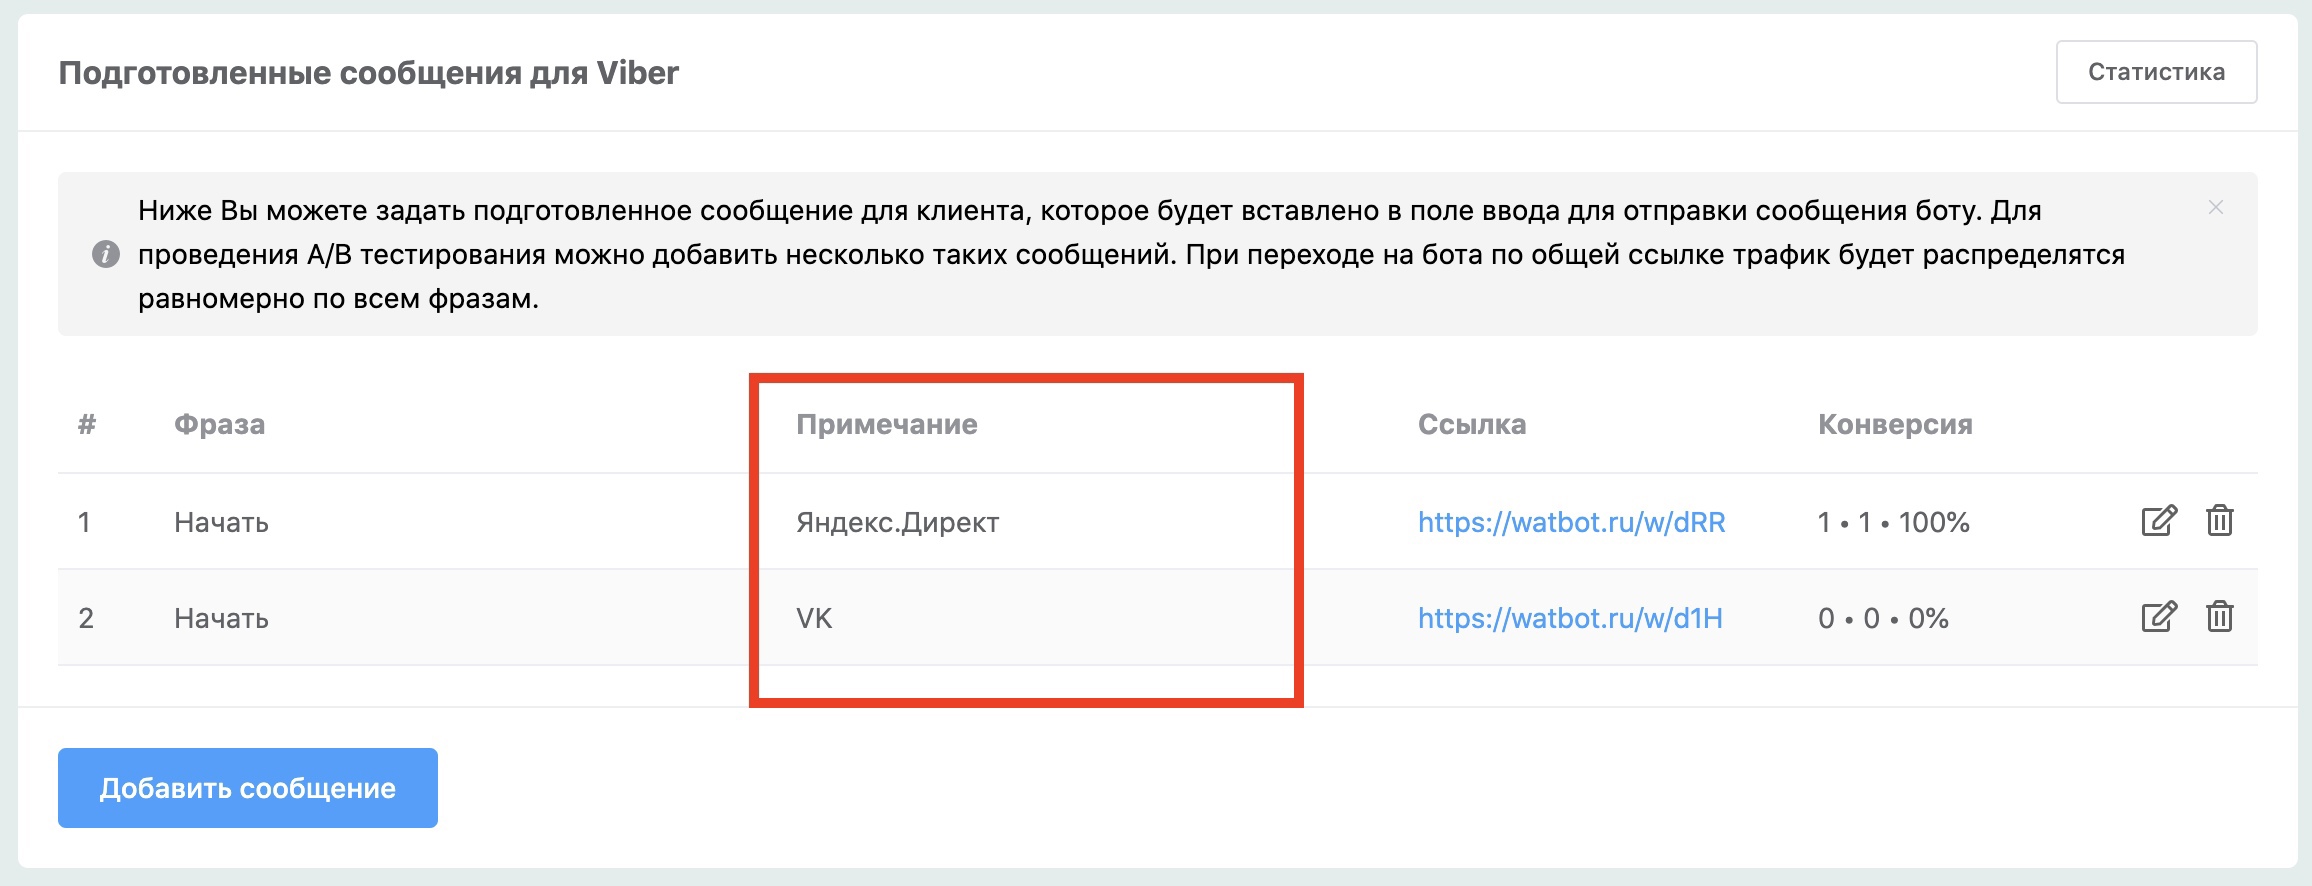 Подготовленные сообщения для Viber
Статистика
Ниже Вы можете задать подготовленное сообщение для клиента, которое будет вставлено в поле ввода для отправки сообщения боту. Для
проведения A/B тестирования можно добавить несколько таких сообщений. При переходе на бота по общей ссылке трафик будет распределятся
равномерно по всем фразам.
# Фраза Примечание Ссылка Конверсия
1 Начать Яндекс.Директ https://watbot.ru/w/dRR 1 • 1 • 100%
2 Начать VK https://watbot.ru/w/d1H 0 • 0 • 0%
Добавить сообщение